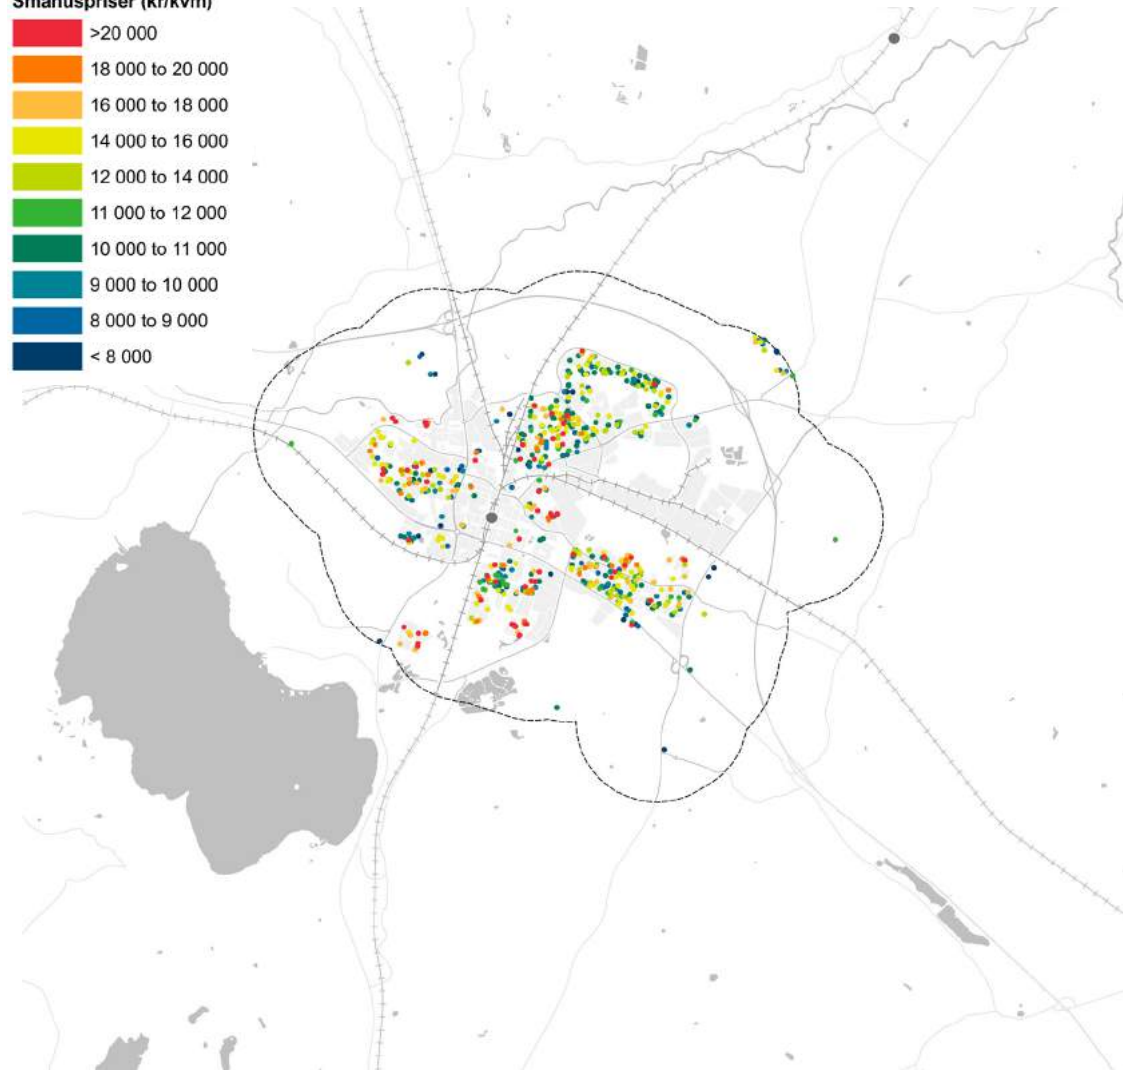 Småhuspriser (kr/kvm)
>20 000
18 000 to 20 000
16 000 to 18 000
14 000 to 16 000
12 000 to 14 000
11 000 to 12 000
10 000 to 11 000
9 000 to 10 000
8 000 to 9 000
< 8 000